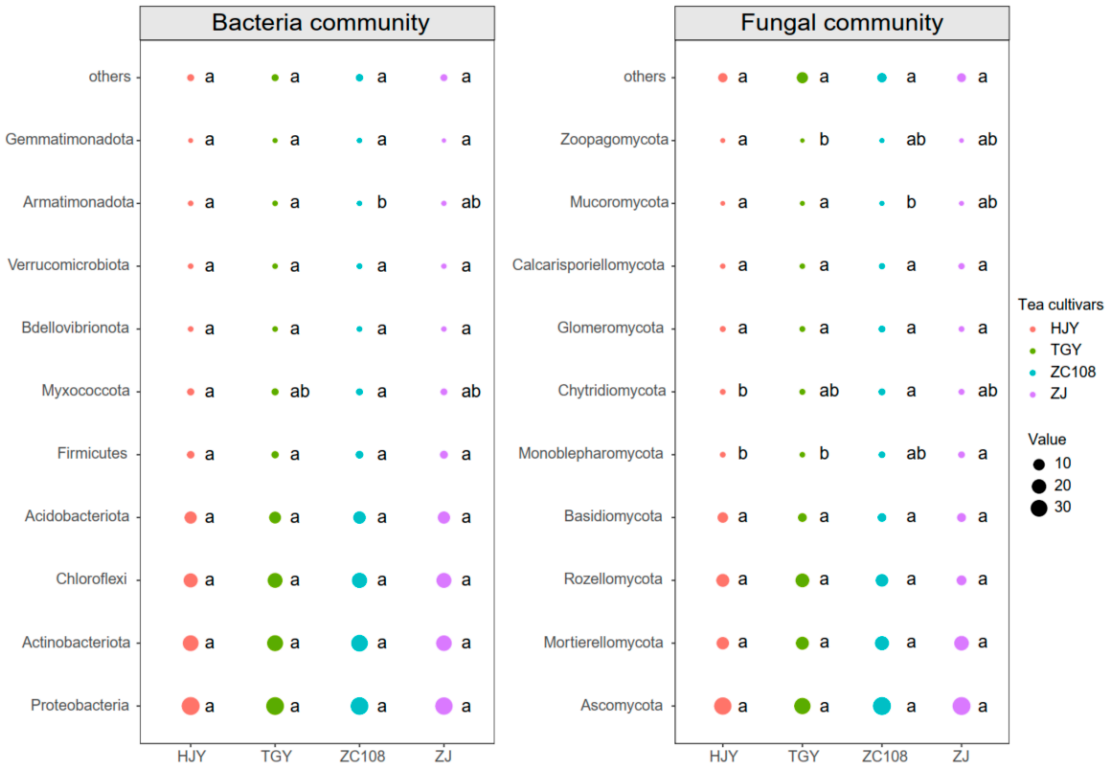 Bacteria community
others a a a a
Gemmatimonadota a a a a
Armatimonadota a a b ab
Verrucomicrobiota a a a a
Bdellovibrionota a a a a
Myxococcota a ab a ab
Firmicutes a a a a
Acidobacteriota a a a a
Chloroflexi a a a a
Actinobacteriota a a a a
Proteobacteria a a a a
HJY TGY ZC108 ZJ
Fungal community
others a a a a
Zoopagomycota a b ab ab
Mucoromycota a a b ab
Calcarisporiellomycota a a a a
Glomeromycota a a a a
Chytridiomycota b ab a ab
Monoblepharomycota b b ab a
Basidiomycota a a a a
Rozellomycota a a a a
Mortierellomycota a a a a
Ascomycota a a a a
HJY TGY ZC108 ZJ
Tea cultivars
HJY
TGY
ZC108
ZJ
Value
10
20
30